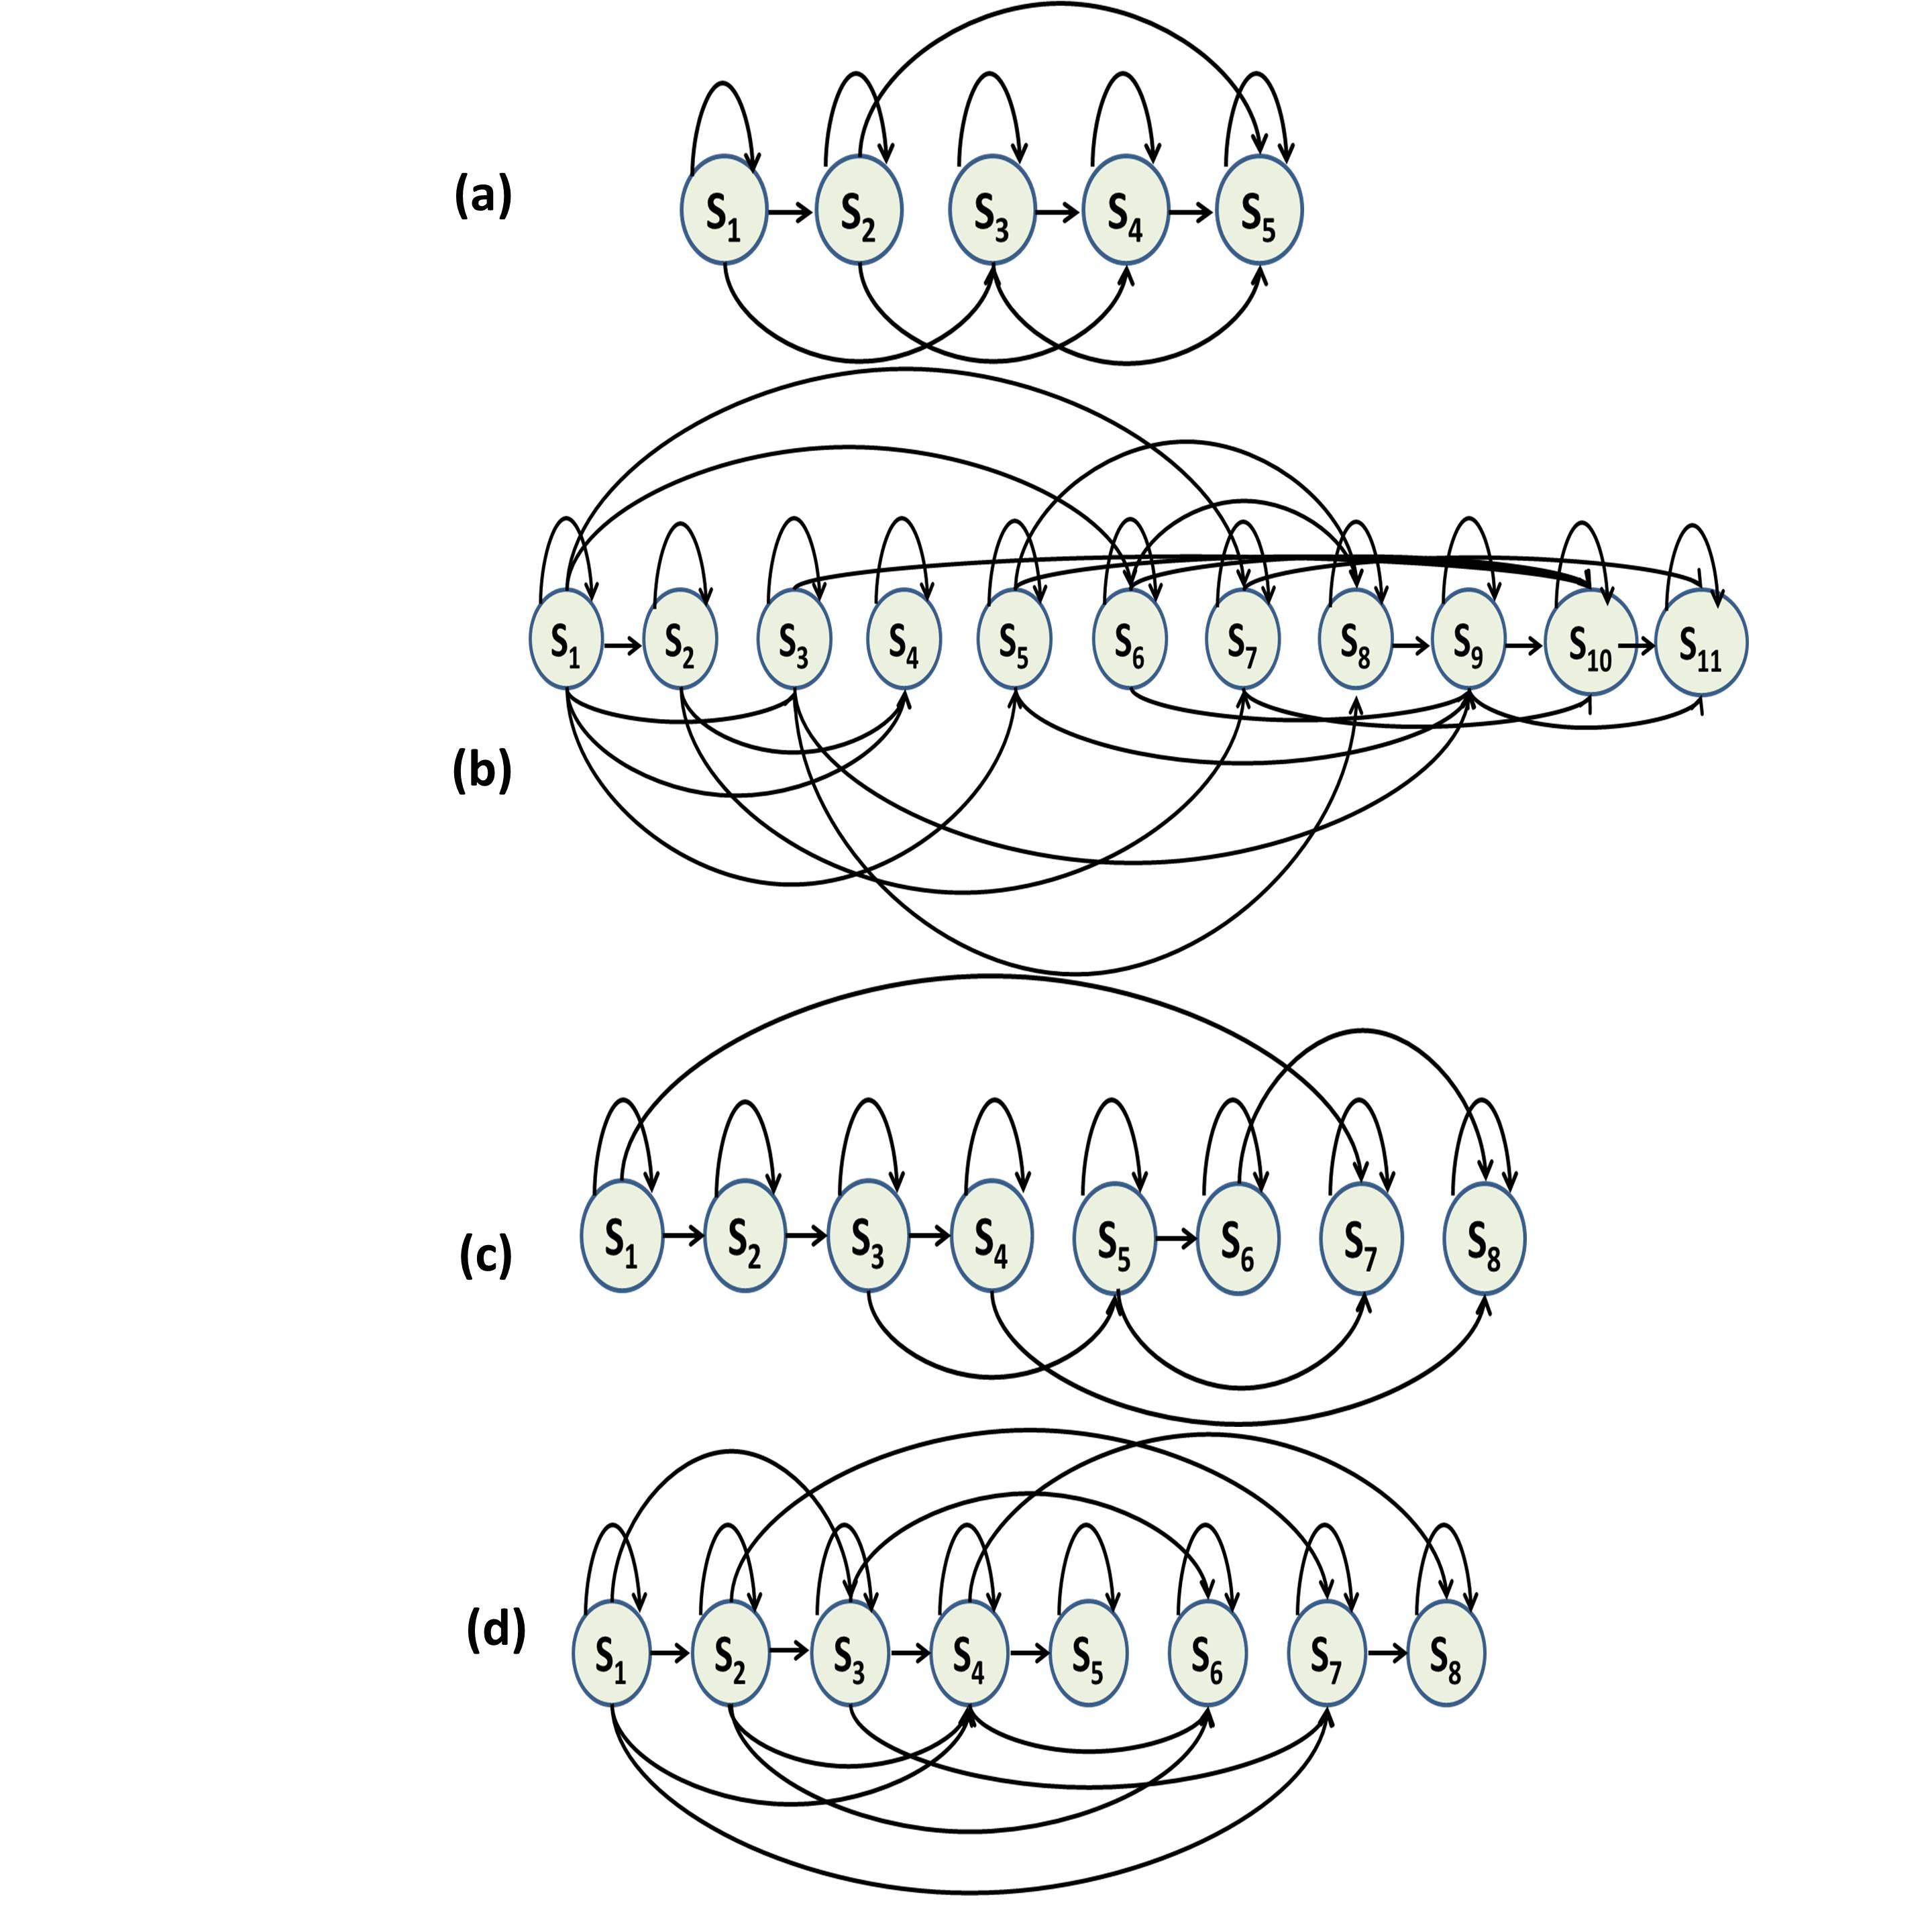 (a) S1 S2 S3 S4 S5
(b) S1 S2 S3 S4 S5 S6 S7 S8 S9 S10 S11
(c) S1 S2 S3 S4 S5 S6 S7 S8
(d) S1 S2 S3 S4 S5 S6 S7 S8